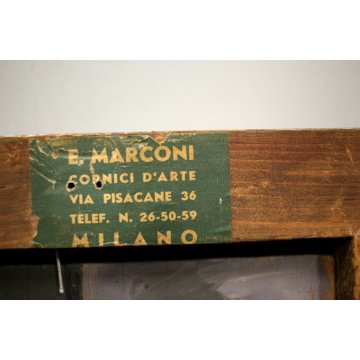 E. MARCONI
CORNICI D'ARTE
VIA PISACANE 36
TELEF. N. 26-50-59
MILANO